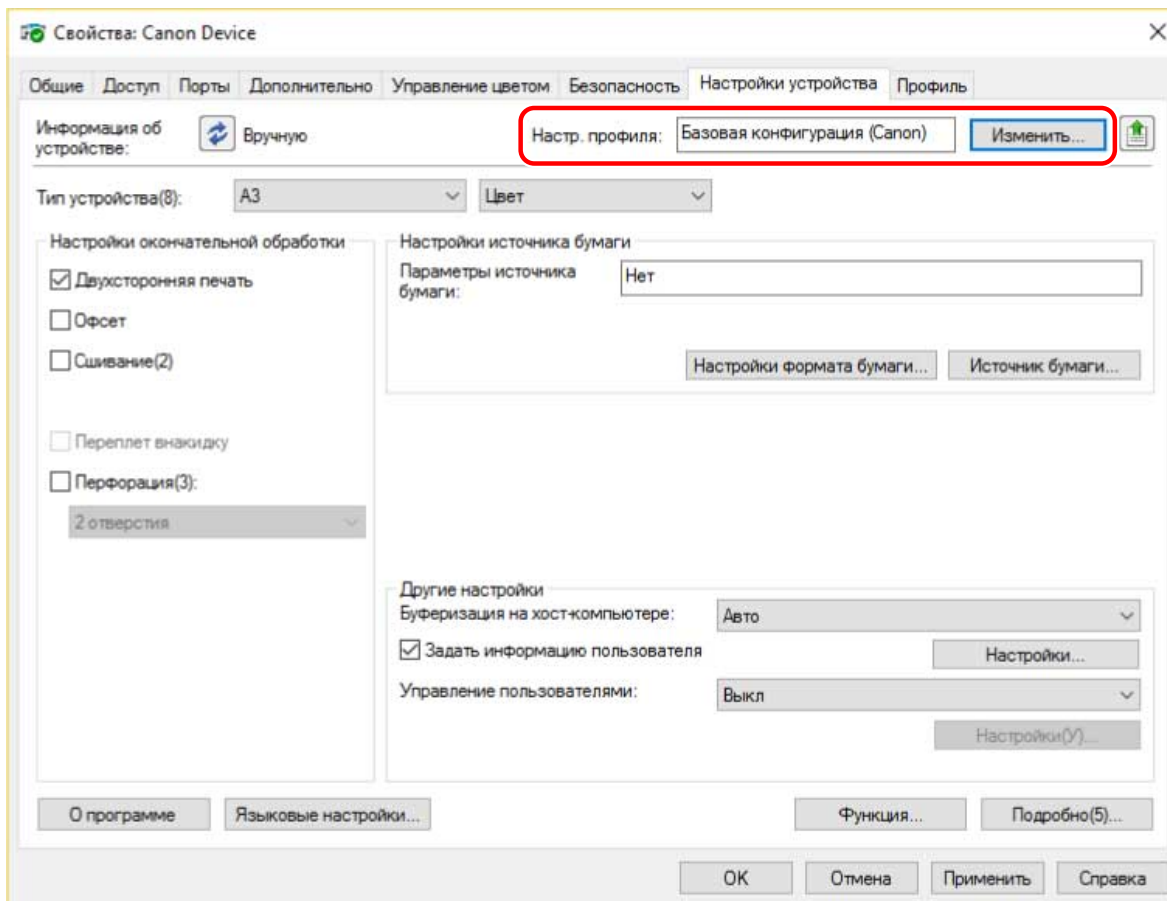 Свойства: Canon Device
Общие Доступ Порты Дополнительно Управление цветом Безопасность Настройки устройства Профиль
Информация об устройстве:
Вручную
Настр. профиля: Базовая конфигурация (Canon) Изменить...
Тип устройства(8): A3 Цвет
Настройки окончательной обработки
Двухсторонняя печать
Офсет
Сшивание(2)
Переплет внакидку
Перфорация(3):
2 отверстия
Настройки источника бумаги
Параметры источника бумаги:
Нет
Настройки формата бумаги... Источник бумаги...
Другие настройки
Буферизация на хост-компьютере: Авто
Задать информацию пользователя Настройки...
Управление пользователями: Выкл
Настройки(У)...
О программе Языковые настройки... Функция... Подробно(5)...
OK Отмена Применить Справка